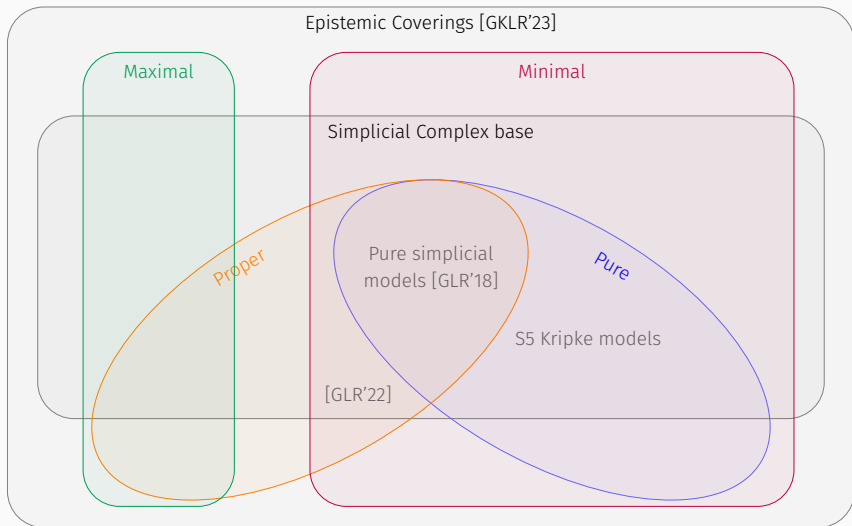 Epistemic Coverings [GKLR’23]
Maximal
Minimal
Simplicial Complex base
Proper
Pure simplicial
models [GLR’18]
Pure
S5 Kripke models
[GLR’22]